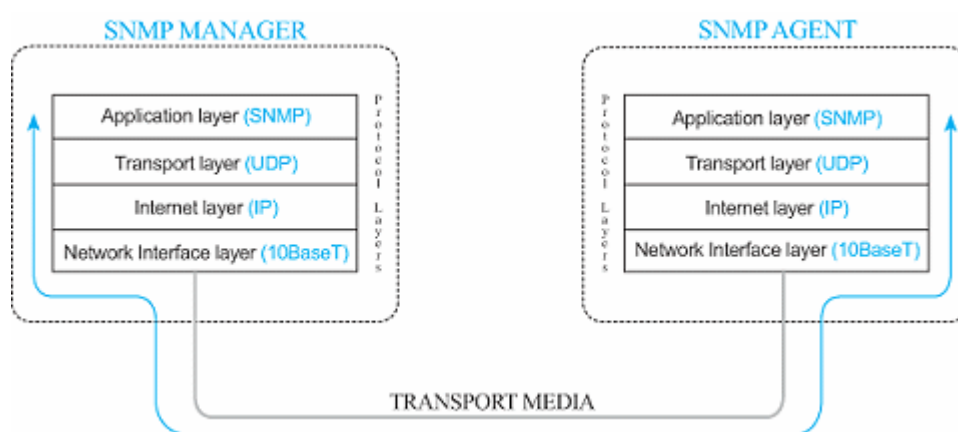 SNMP MANAGER
Application layer (SNMP)
Transport layer (UDP)
Internet layer (IP)
Network Interface layer (10BaseT)
Protocol Layers
SNMP AGENT
Protocol Layers
Application layer (SNMP)
Transport layer (UDP)
Internet layer (IP)
Network Interface layer (10BaseT)
TRANSPORT MEDIA